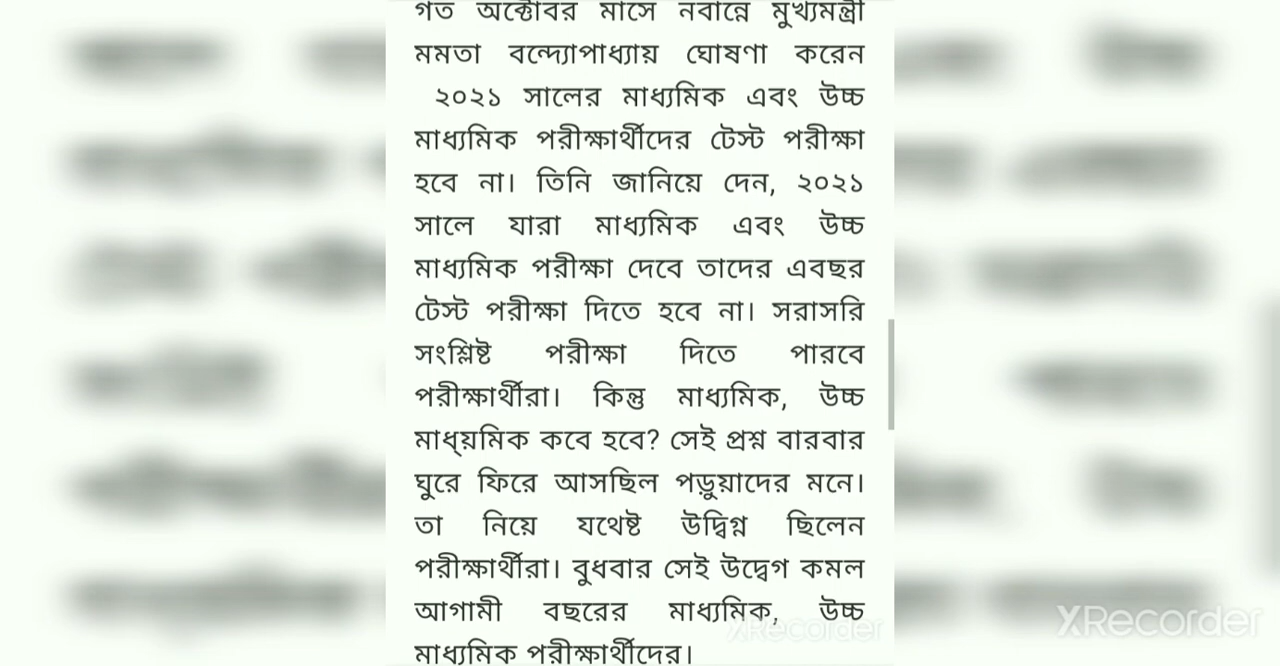 গত অক্টোবর মাসে নবান্নে মুখ্যমন্ত্রী
মমতা বন্দ্যোপাধ্যায় ঘোষণা করেন
২০২১ সালের মাধ্যমিক এবং উচ্চ
মাধ্যমিক পরীক্ষার্থীদের টেস্ট পরীক্ষা
হবে না। তিনি জানিয়ে দেন, ২০২১
সালে যারা মাধ্যমিক এবং উচ্চ
মাধ্যমিক পরীক্ষা দেবে তাদের এবছর
টেস্ট পরীক্ষা দিতে হবে না। সরাসরি
সংশ্লিষ্ট পরীক্ষা দিতে পারবে
পরীক্ষার্থীরা। কিন্তু মাধ্যমিক, উচ্চ
মাধ্য়মিক কবে হবে? সেই প্রশ্ন বারবার
ঘুরে ফিরে আসছিল পড়ুয়াদের মনে।
তা নিয়ে যথেষ্ট উদ্বিগ্ন ছিলেন
পরীক্ষার্থীরা। বুধবার সেই উদ্বেগ কমল
আগামী বছরের মাধ্যমিক, উচ্চ
মাধ্যমিক পরীক্ষার্থীদের।
XRecorder
XRecorder